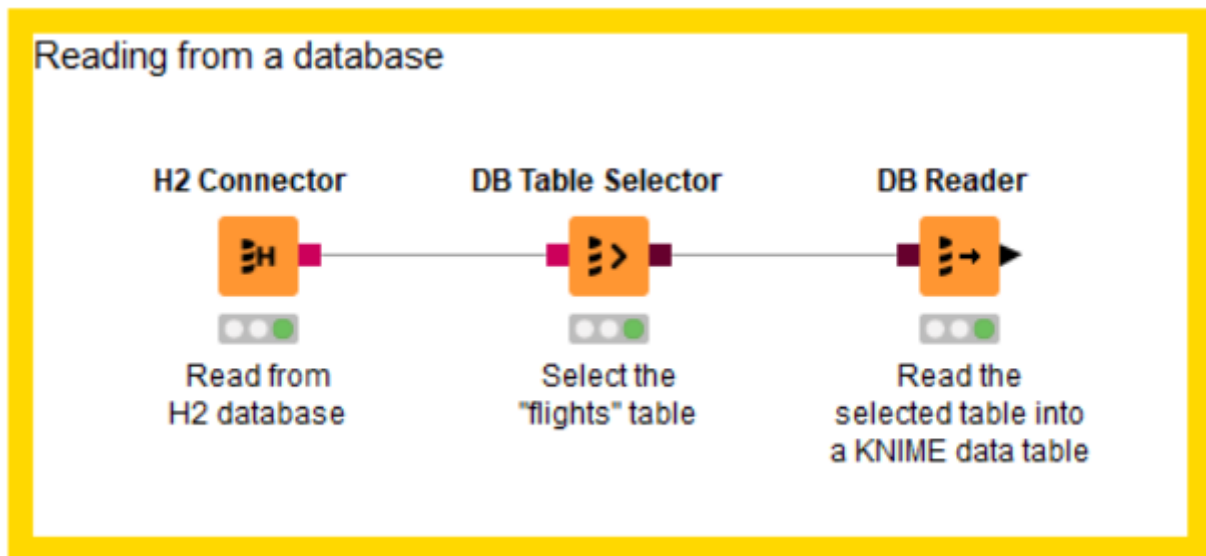 Reading from a database
H2 Connector
DB Table Selector
DB Reader
H
Read from
H2 database
Select the
"flights" table
Read the
selected table into
a KNIME data table